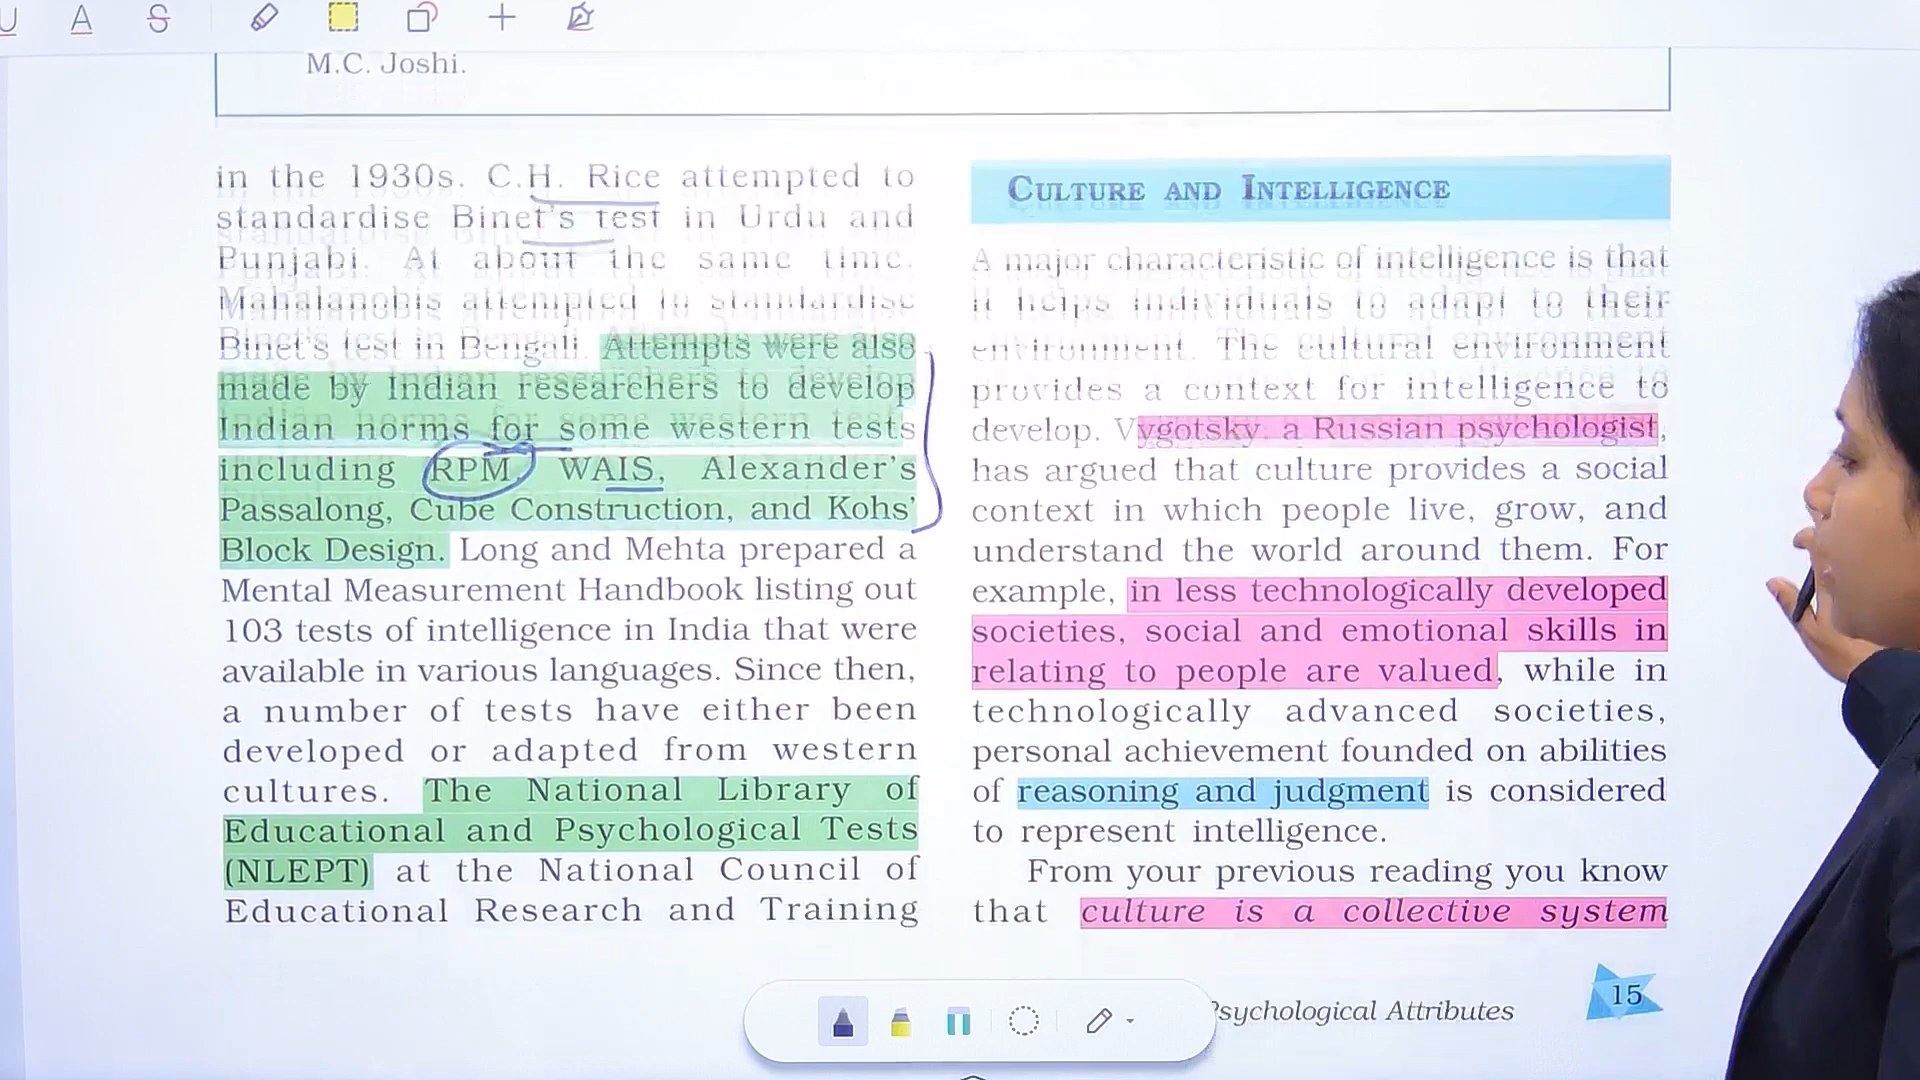 M.C. Joshi.
in the 1930s. C.H. Rice attempted to
standardise Binet's test in Urdu and
Punjabi. At about the same time.
Mahalanobis attempted to standardise
Binet's test in Bengali. Attempts were also
made by Indian researchers to develop
Indian norms for some western tests
including RPM, WAIS, Alexander's
Passalong, Cube Construction, and Kohs'
Block Design. Long and Mehta prepared a
Mental Measurement Handbook listing out
103 tests of intelligence in India that were
available in various languages. Since then,
a number of tests have either been
developed or adapted from western
cultures. The National Library of
Educational and Psychological Tests
(NLEPT) at the National Council of
Educational Research and Training
CULTURE AND INTELLIGENCE
A major characteristic of intelligence is that
it helps individuals to adapt to their
environment. The cultural environment
provides a context for intelligence to
develop. Vygotsky, a Russian psychologist,
has argued that culture provides a social
context in which people live, grow, and
understand the world around them. For
example, in less technologically developed
societies, social and emotional skills in
relating to people are valued, while in
technologically advanced societies,
personal achievement founded on abilities
of reasoning and judgment is considered
to represent intelligence.
From your previous reading you know
that culture is a collective system
Psychological Attributes
15